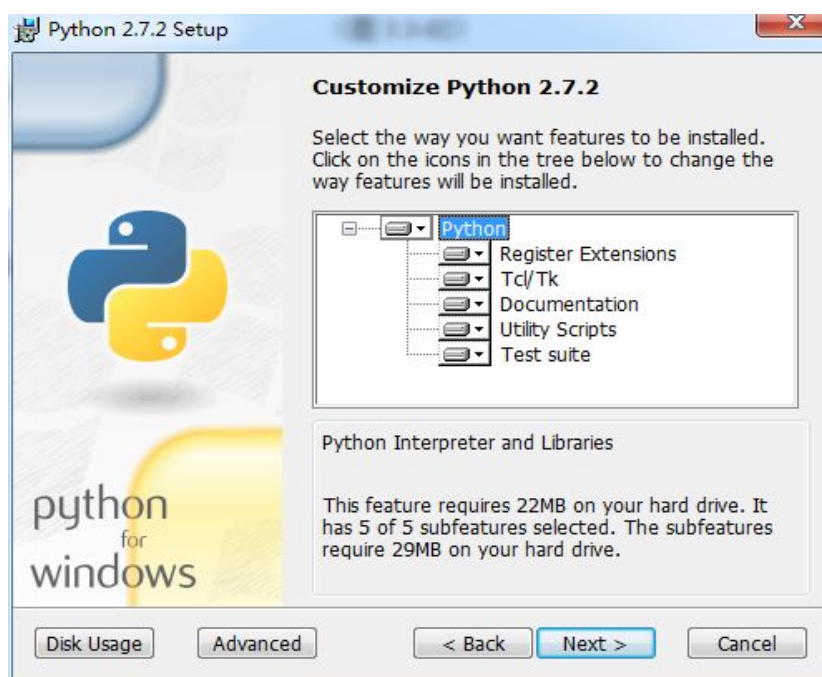 Python 2.7.2 Setup
Customize Python 2.7.2
Select the way you want features to be installed.
Click on the icons in the tree below to change the
way features will be installed.
Python
Register Extensions
Tcl/Tk
Documentation
Utility Scripts
Test suite
Python Interpreter and Libraries
This feature requires 22MB on your hard drive. It
has 5 of 5 subfeatures selected. The subfeatures
require 29MB on your hard drive.
python
for
windows
Disk Usage
Advanced
< Back
Next >
Cancel